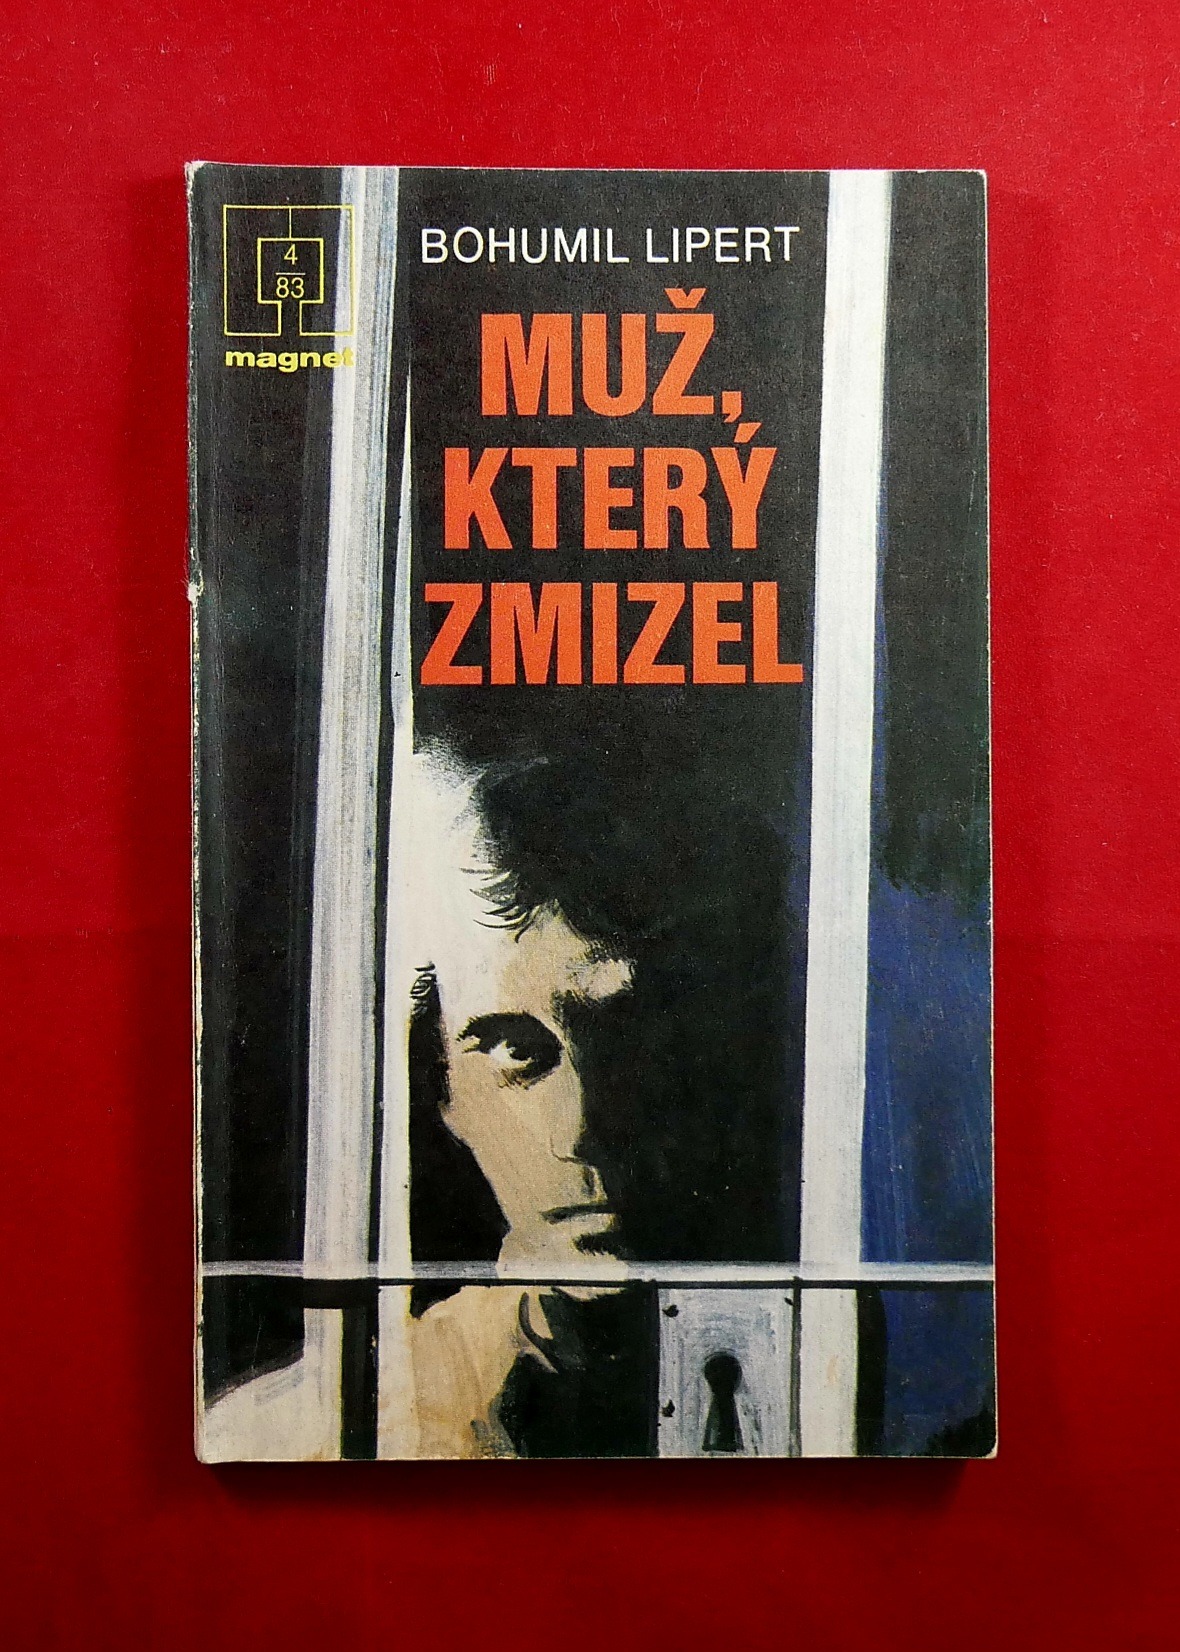 4
83
magnet
BOHUMIL LIPERT
MUŽ,
KTERÝ
ZMIZEL